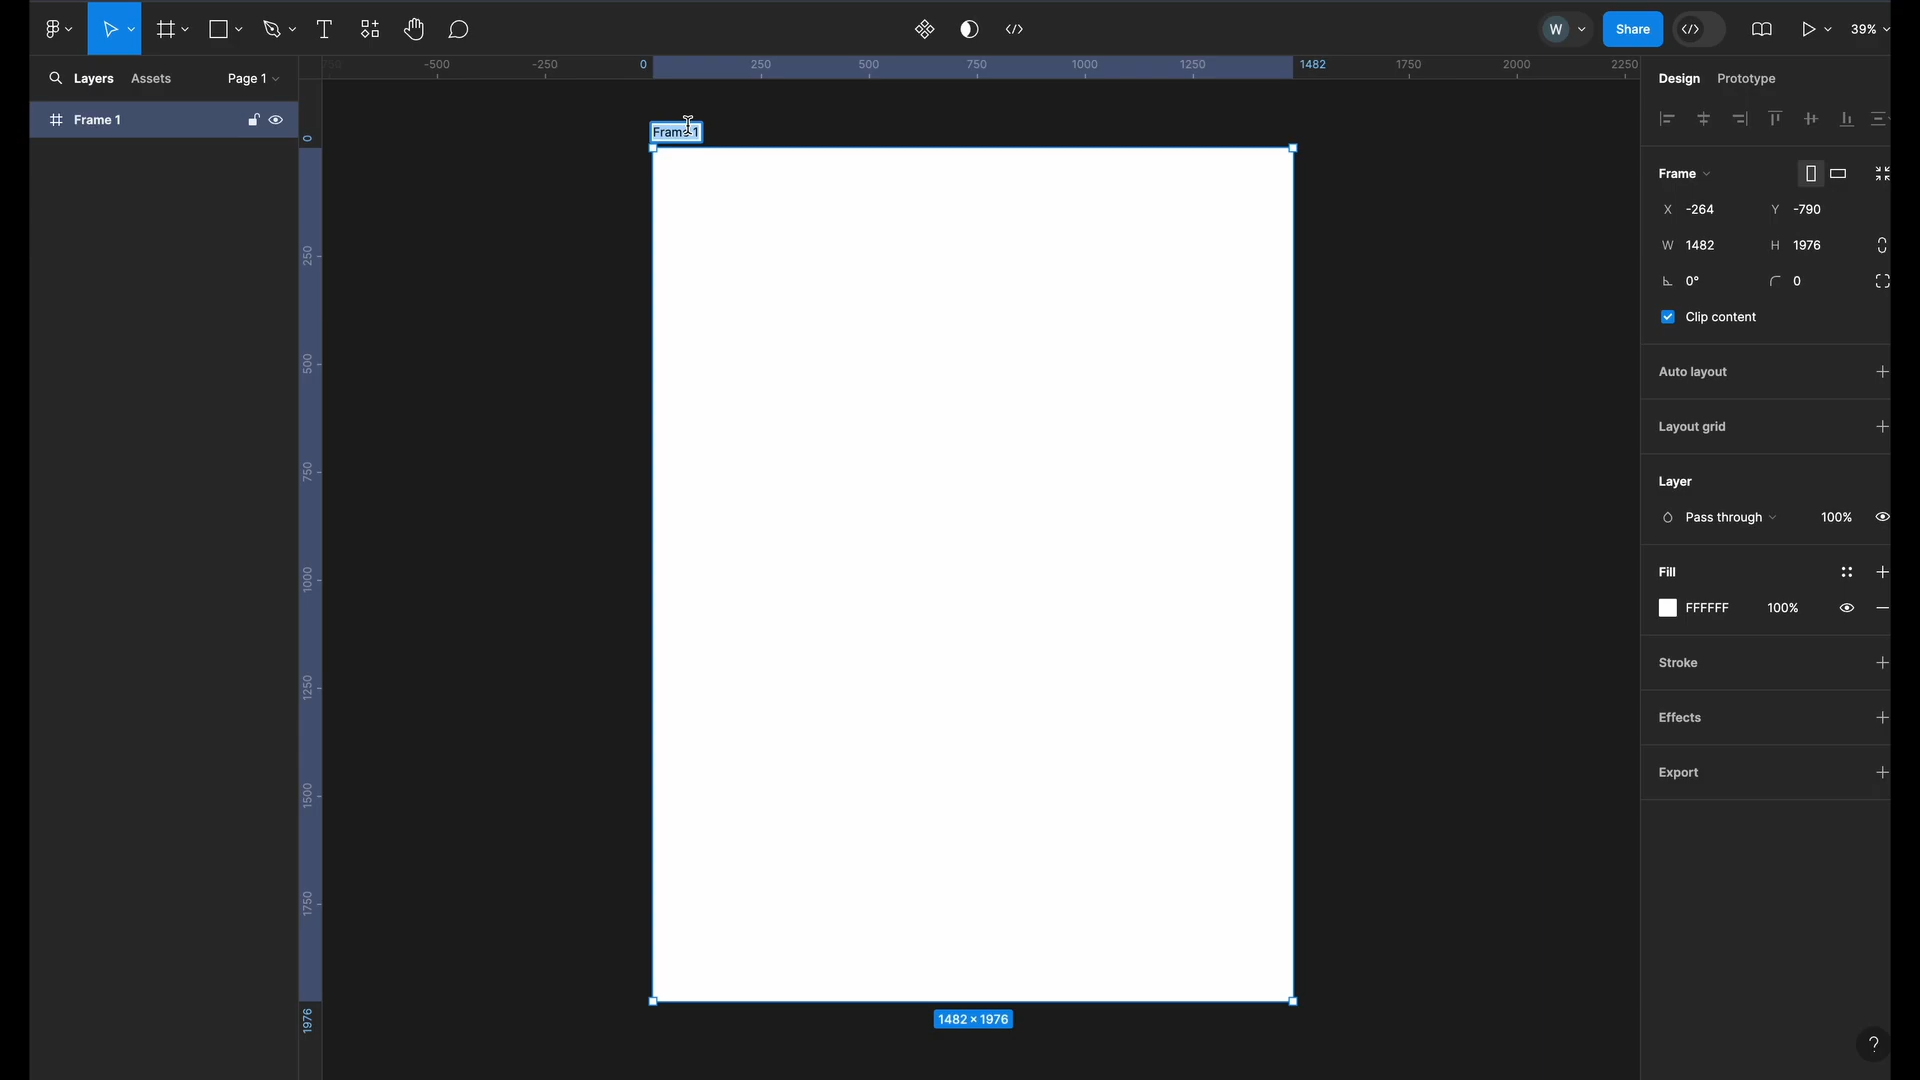 W
Share
39%
Layers
Assets
Page 1
-500
-250
0
250
500
750
1000
1250
1482
1750
2000
2250
Design
Prototype
Frame 1
Frame 1
0
250
500
750
1000
1250
1500
1750
1976
1482 × 1976
Frame
X -264
Y -790
W 1482
H 1976
0°
0
Clip content
Auto layout
Layout grid
Layer
Pass through
100%
Fill
FFFFFF
100%
Stroke
Effects
Export
?